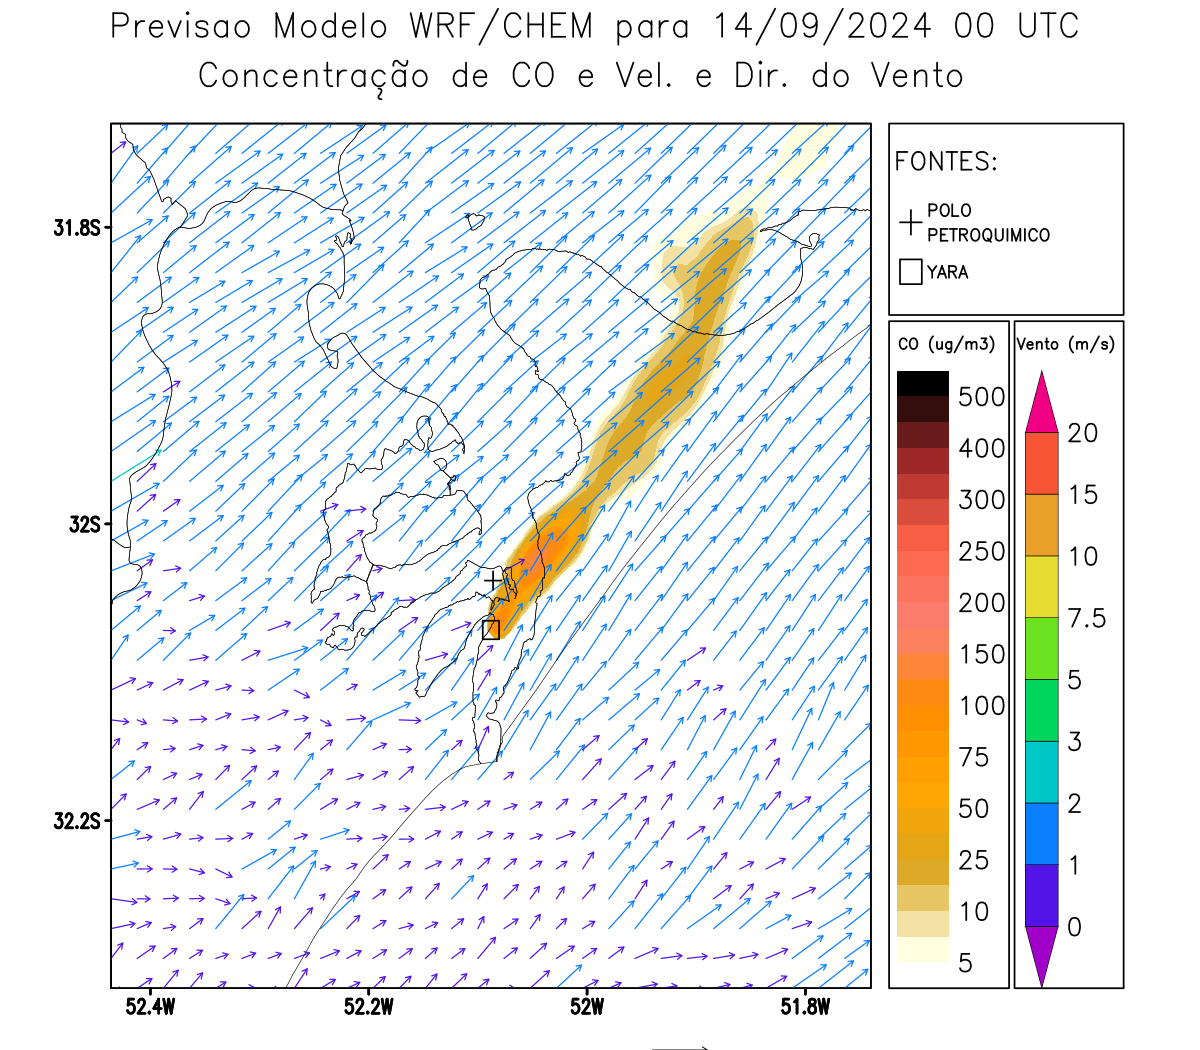 Previsao Modelo WRF/CHEM para 14/09/2024 00 UTC
Concentração de CO e Vel. e Dir. do Vento
FONTES:
POLO
PETROQUIMICO
YARA
CO (ug/m3)
500
400
300
250
200
150
100
75
50
25
10
5
Vento (m/s)
20
15
10
7.5
5
3
2
1
0
31.8S
32S
32.2S
52.4W
52.2W
52W
51.8W